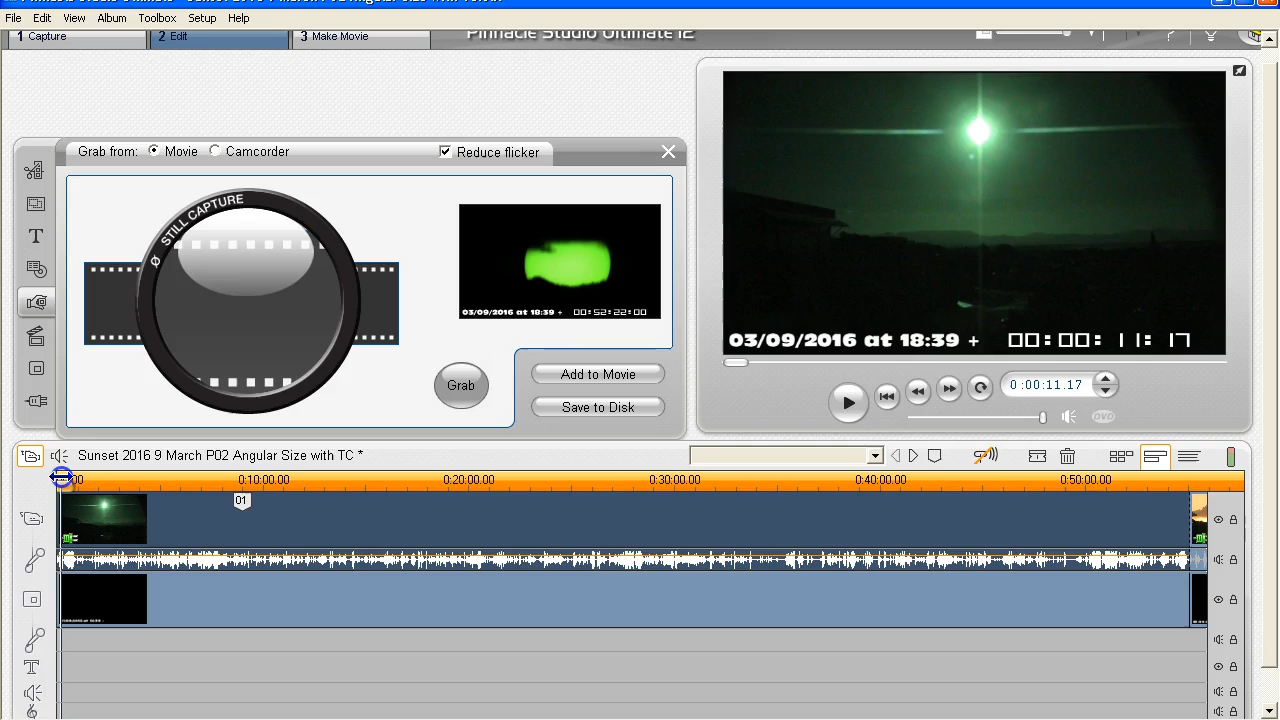 File Edit View Album Toolbox Setup Help
1 Capture 2 Edit 3 Make Movie
Pinnacle Studio Ultimate 12
Grab from: Movie Camcorder Reduce flicker
STILL CAPTURE
03/09/2016 at 18:39 + 00:52:22:00
Grab
Add to Movie
Save to Disk
03/09/2016 at 18:39 + 00:00:11:17
0:00:11.17
DVD
Sunset 2016 9 March P02 Angular Size with TC *
0:10:00.00 0:20:00.00 0:30:00.00 0:40:00.00 0:50:00.00
01